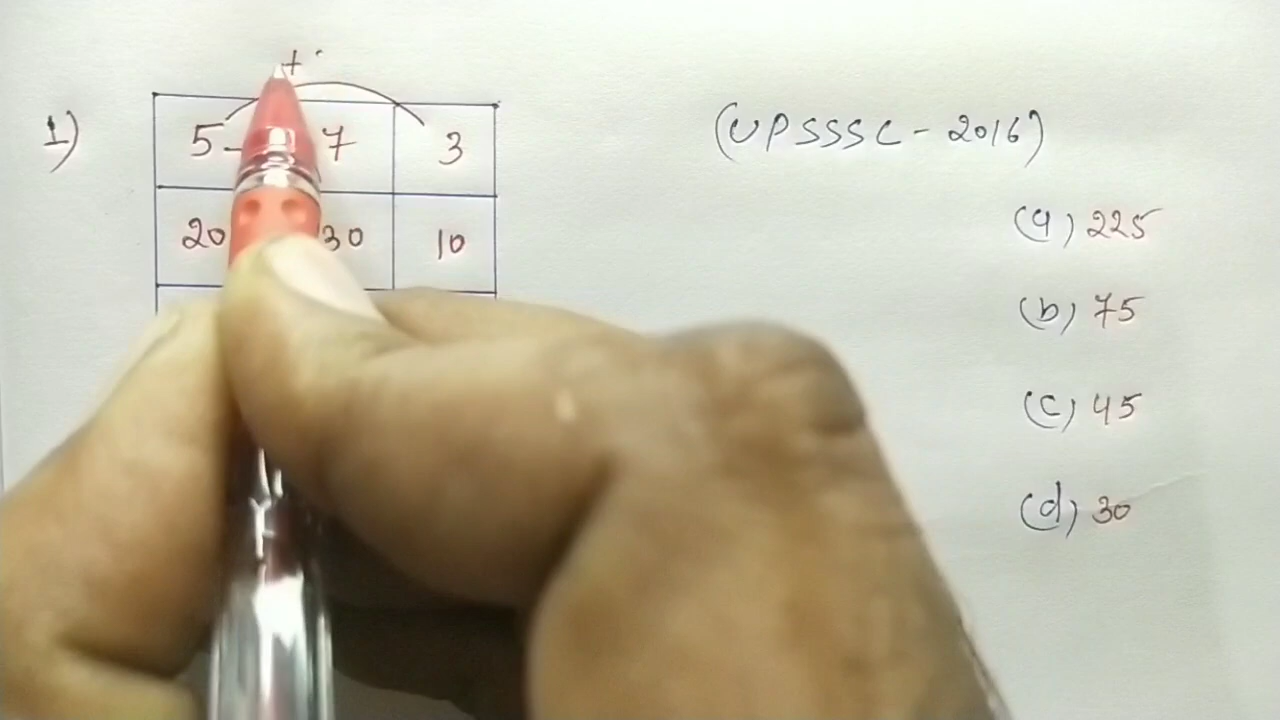 +
1) 5 7 3 (UPSSSC - 2016)
20 30 10
(a) 225
(b) 75
(c) 45
(d) 30